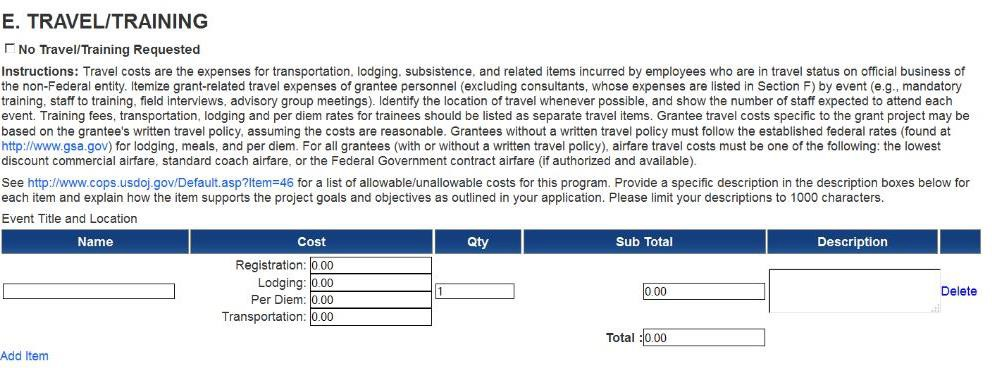 E. TRAVEL/TRAINING
No Travel/Training Requested
Instructions: Travel costs are the expenses for transportation, lodging, subsistence, and related items incurred by employees who are in travel status on official business of
the non-Federal entity. Itemize grant-related travel expenses of grantee personnel (excluding consultants, whose expenses are listed in Section F) by event (e.g., mandatory
training, staff to training, field interviews, advisory group meetings). Identify the location of travel whenever possible, and show the number of staff expected to attend each
event. Training fees, transportation, lodging and per diem rates for trainees should be listed as separate travel items. Grantee travel costs specific to the grant project may be
based on the grantee's written travel policy, assuming the costs are reasonable. Grantees without a written travel policy must follow the established federal rates (found at
http://www.gsa.gov) for lodging, meals, and per diem. For all grantees (with or without a written travel policy), airfare travel costs must be one of the following: the lowest
discount commercial airfare, standard coach airfare, or the Federal Government contract airfare (if authorized and available).
See http://www.cops.usdoj.gov/Default.asp?Item=46 for a list of allowable/unallowable costs for this program. Provide a specific description in the description boxes below for
each item and explain how the item supports the project goals and objectives as outlined in your application. Please limit your descriptions to 1000 characters.
Event Title and Location
Name Cost Qty Sub Total Description
Registration: 0.00
Lodging: 0.00
1 0.00 Delete
Per Diem: 0.00
Transportation: 0.00
Total : 0.00
Add Item